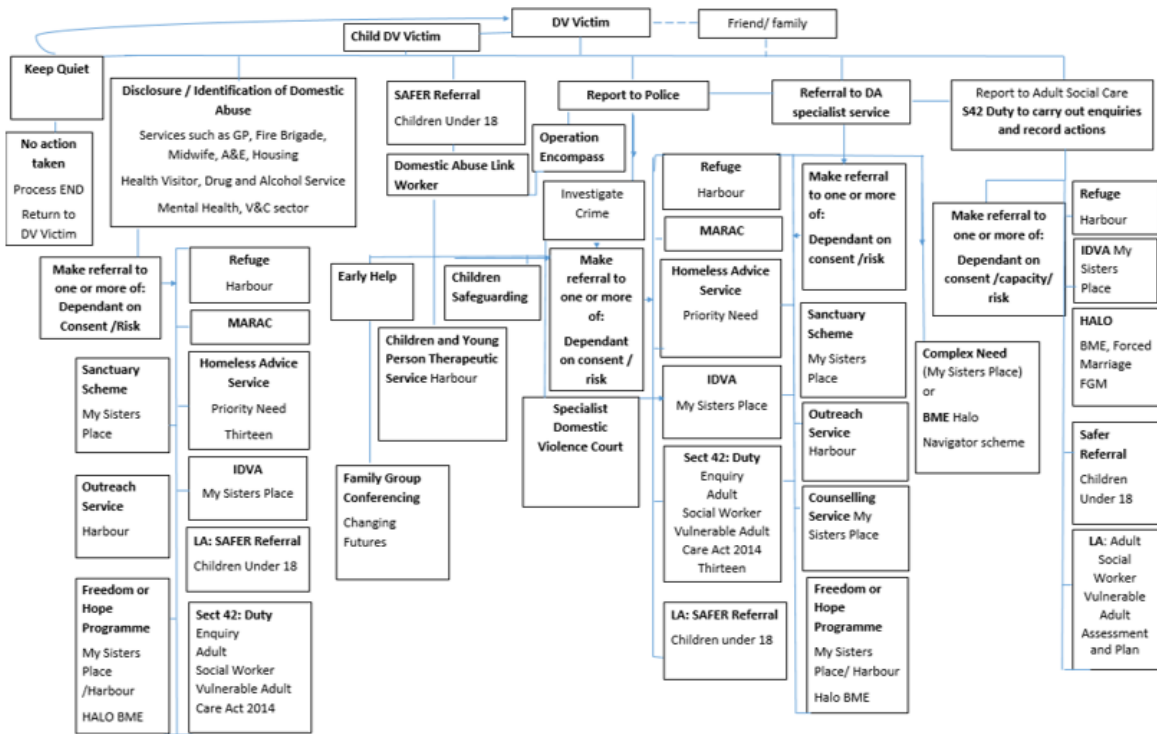 DV Victim
Friend/ family
Child DV Victim
Keep Quiet
No action
taken
Process END
Return to
DV Victim
Disclosure / Identification of Domestic
Abuse
Services such as GP, Fire Brigade,
Midwife, A&E, Housing
Health Visitor, Drug and Alcohol Service
Mental Health, V&C sector
Make referral to
one or more of:
Dependant on
Consent /Risk
Refuge
Harbour
MARAC
Homeless Advice
Service
Priority Need
Thirteen
IDVA
My Sisters Place
LA: SAFER Referral
Children Under 18
Sect 42: Duty
Enquiry
Adult
Social Worker
Vulnerable Adult
Care Act 2014
Sanctuary
Scheme
My Sisters
Place
Outreach
Service
Harbour
Freedom or
Hope
Programme
My Sisters
Place
/Harbour
HALO BME
SAFER Referral
Children Under 18
Domestic Abuse Link
Worker
Operation
Encompass
Early Help
Children
Safeguarding
Children and Young
Person Therapeutic
Service Harbour
Family Group
Conferencing
Changing
Futures
Report to Police
Investigate
Crime
Make
referral to
one or more
of:
Dependant
on consent /
risk
Specialist
Domestic
Violence Court
Refuge
Harbour
MARAC
Homeless Advice
Service
Priority Need
IDVA
My Sisters Place
Sect 42: Duty
Enquiry
Adult
Social Worker
Vulnerable Adult
Care Act 2014
Thirteen
LA: SAFER Referral
Children under 18
Referral to DA
specialist service
Make referral
to one or more
of:
Dependant on
consent /risk
Sanctuary
Scheme
My Sisters
Place
Outreach
Service
Harbour
Counselling
Service My
Sisters Place
Freedom or
Hope
Programme
My Sisters
Place/ Harbour
Halo BME
Complex Need
(My Sisters Place)
or
BME Halo
Navigator scheme
Report to Adult Social Care
S42 Duty to carry out enquiries
and record actions
Make referral to
one or more of:
Dependant on
consent /capacity/
risk
Refuge
Harbour
IDVA My
Sisters
Place
HALO
BME, Forced
Marriage
FGM
Safer
Referral
Children
Under 18
LA: Adult
Social
Worker
Vulnerable
Adult
Assessment
and Plan